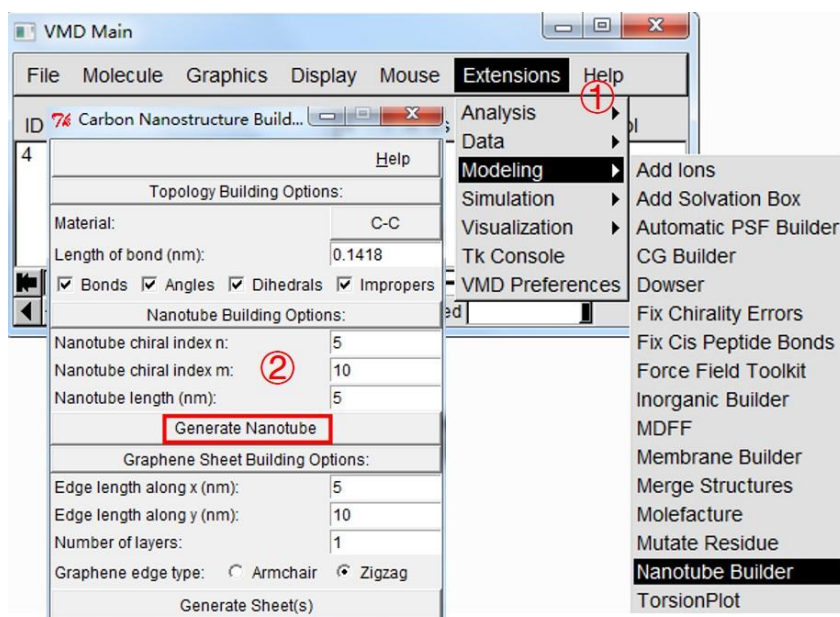 VMD Main
File Molecule Graphics Display Mouse Extensions Help
①
ID
4
Carbon Nanostructure Build...
Help
Topology Building Options:
Material: C-C
Length of bond (nm): 0.1418
Bonds Angles Dihedrals Impropers
Nanotube Building Options:
Nanotube chiral index n: 5
Nanotube chiral index m: 10
②
Nanotube length (nm): 5
Generate Nanotube
Graphene Sheet Building Options:
Edge length along x (nm): 5
Edge length along y (nm): 10
Number of layers: 1
Graphene edge type: Armchair Zigzag
Generate Sheet(s)
Analysis
Data
Modeling
Simulation
Visualization
Tk Console
VMD Preferences
Add Ions
Add Solvation Box
Automatic PSF Builder
CG Builder
Dowser
Fix Chirality Errors
Fix Cis Peptide Bonds
Force Field Toolkit
Inorganic Builder
MDFF
Membrane Builder
Merge Structures
Molefacture
Mutate Residue
Nanotube Builder
TorsionPlot